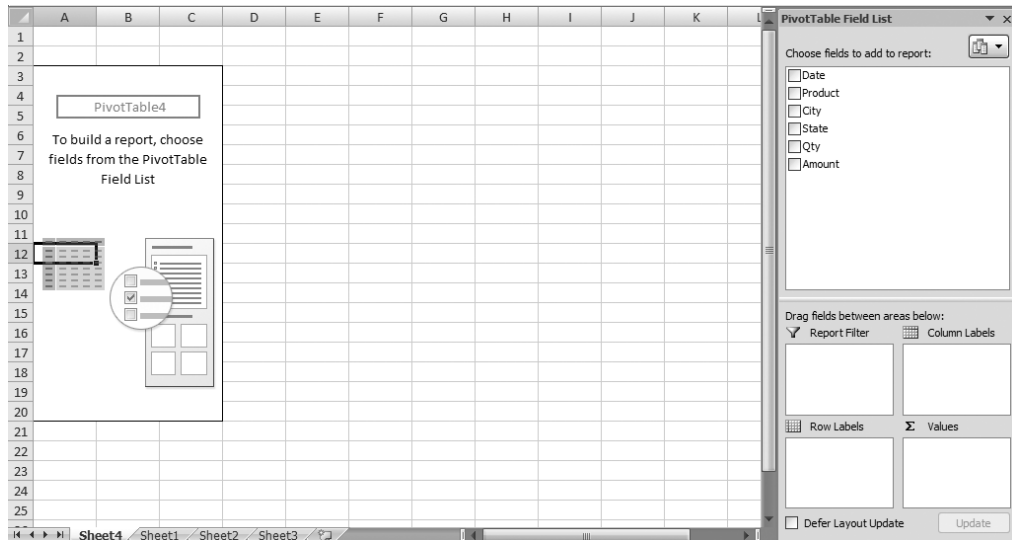 A B C D E F G H I J K L
PivotTable Field List
1
2
Choose fields to add to report:
3
Date
4
PivotTable4
Product
5
City
6
To build a report, choose
State
7
fields from the PivotTable
Qty
8
Field List
Amount
9
10
11
12
13
14
15
Drag fields between areas below:
16
Report Filter Column Labels
17
18
19
20
21
Row Labels Σ Values
22
23
24
25
Defer Layout Update Update
Sheet4 Sheet1 Sheet2 Sheet3